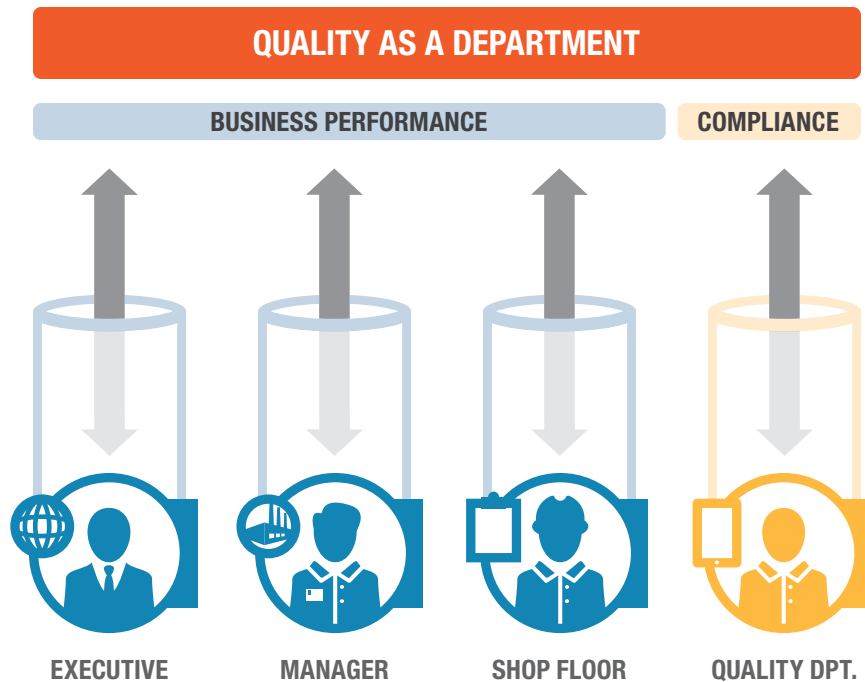 QUALITY AS A DEPARTMENT
BUSINESS PERFORMANCE
COMPLIANCE
EXECUTIVE
MANAGER
SHOP FLOOR
QUALITY DPT.